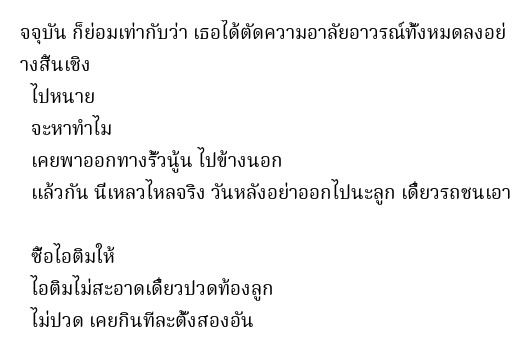 จจุบัน ก็ย่อมเท่ากับว่า เธอได้ตัดความอาลัยอาวรณ์ทั้งหมดลงอย่
างสิ้นเชิง
ไปหนาย
จะหาทำไม
เคยพาออกทางรั้วนู้น ไปข้างนอก
แล้วกัน นี่เหลวไหลจริง วันหลังอย่าออกไปนะลูก เดี๋ยวรถชนเอา
ซื้อไอติมให้
ไอติมไม่สะอาดเดี๋ยวปวดท้องลูก
ไม่ปวด เคยกินทีละตั้งสองอัน